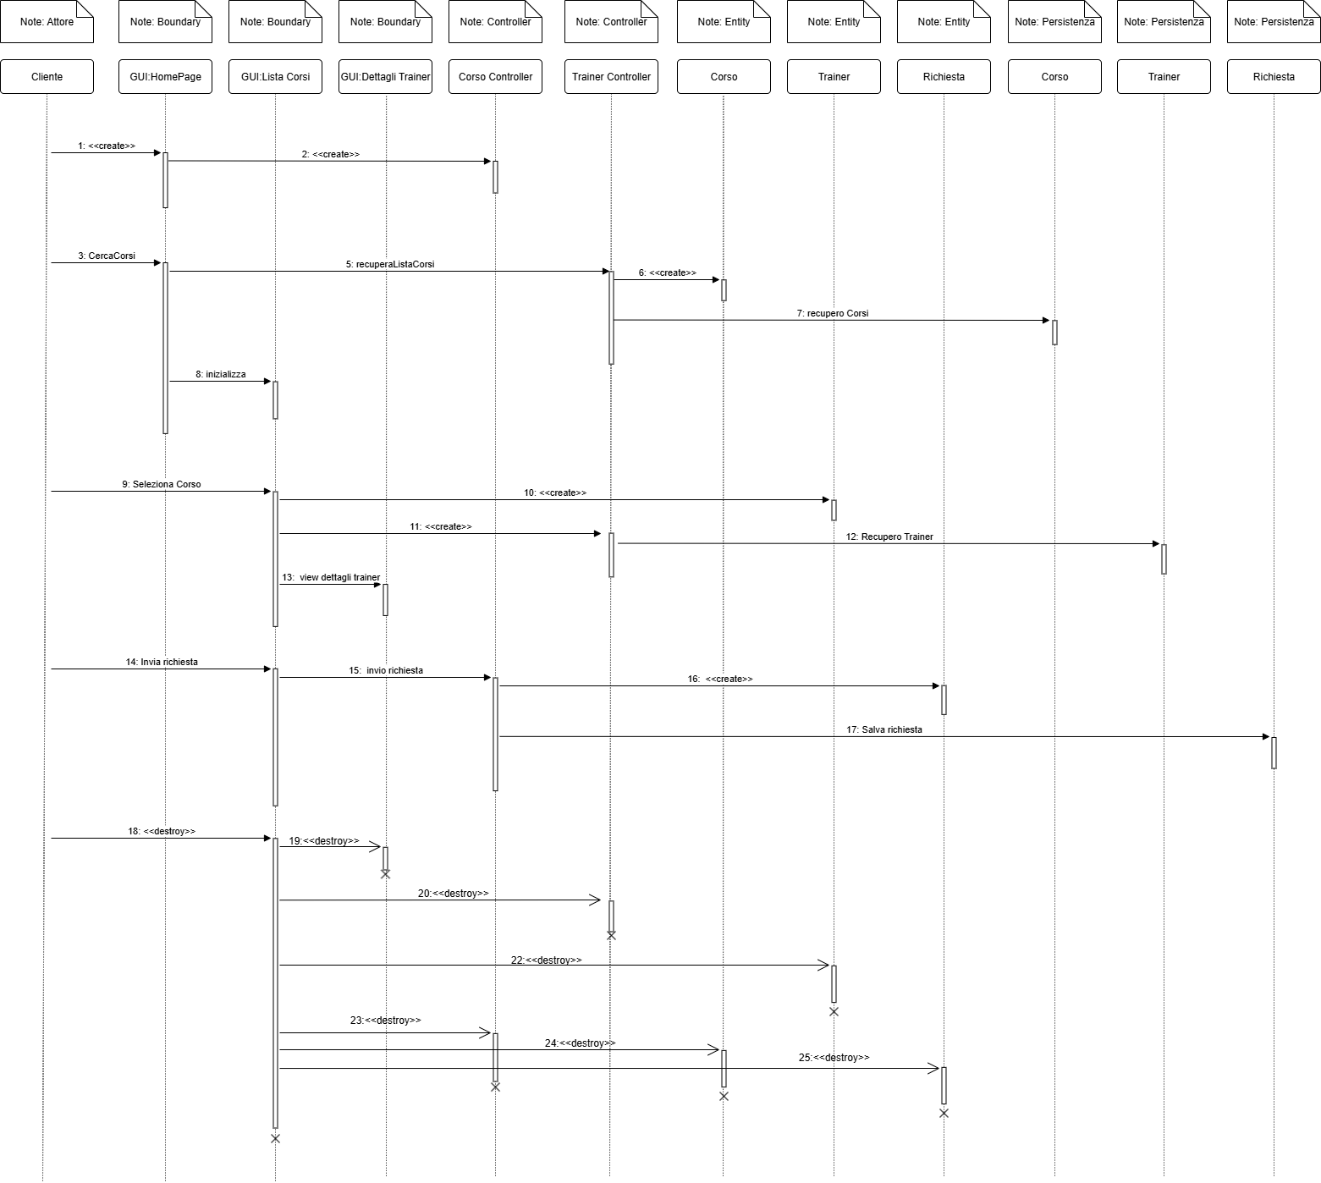 Note: Attore
Note: Boundary
Note: Boundary
Note: Boundary
Note: Controller
Note: Controller
Note: Entity
Note: Entity
Note: Entity
Note: Persistenza
Note: Persistenza
Note: Persistenza
Cliente
GUI:HomePage
GUI:Lista Corsi
GUI:Dettagli Trainer
Corso Controller
Trainer Controller
Corso
Trainer
Richiesta
Corso
Trainer
Richiesta
1: <<create>>
2: <<create>>
3: CercaCorsi
5: recuperaListaCorsi
6: <<create>>
7: recupero Corsi
8: inizializza
9: Seleziona Corso
10: <<create>>
11: <<create>>
12: Recupero Trainer
13: view dettagli trainer
14: Invia richiesta
15: invio richiesta
16: <<create>>
17: Salva richiesta
18: <<destroy>>
19:<<destroy>>
20:<<destroy>>
22:<<destroy>>
23:<<destroy>>
24:<<destroy>>
25:<<destroy>>